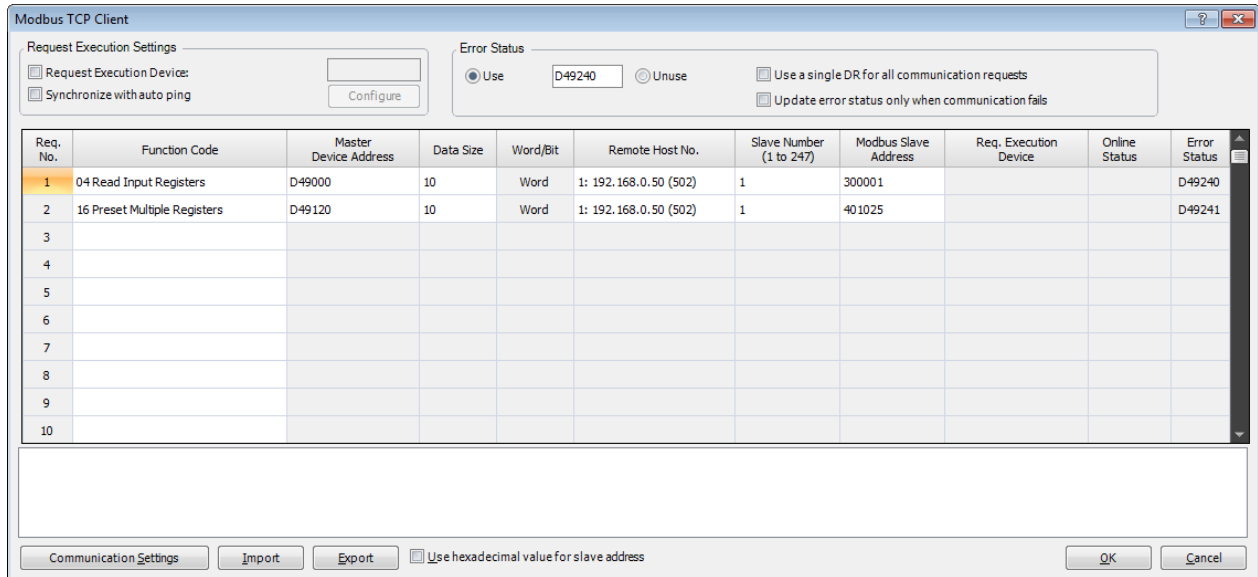 Modbus TCP Client
Request Execution Settings
Request Execution Device:
Synchronize with auto ping
Configure
Error Status
Use D49240 Unuse
Use a single DR for all communication requests
Update error status only when communication fails
Req. No. Function Code Master Device Address Data Size Word/Bit Remote Host No. Slave Number (1 to 247) Modbus Slave Address Req. Execution Device Online Status Error Status
1 04 Read Input Registers D49000 10 Word 1: 192.168.0.50 (502) 1 300001 D49240
2 16 Preset Multiple Registers D49120 10 Word 1: 192.168.0.50 (502) 1 401025 D49241
3
4
5
6
7
8
9
10
Communication Settings Import Export Use hexadecimal value for slave address OK Cancel